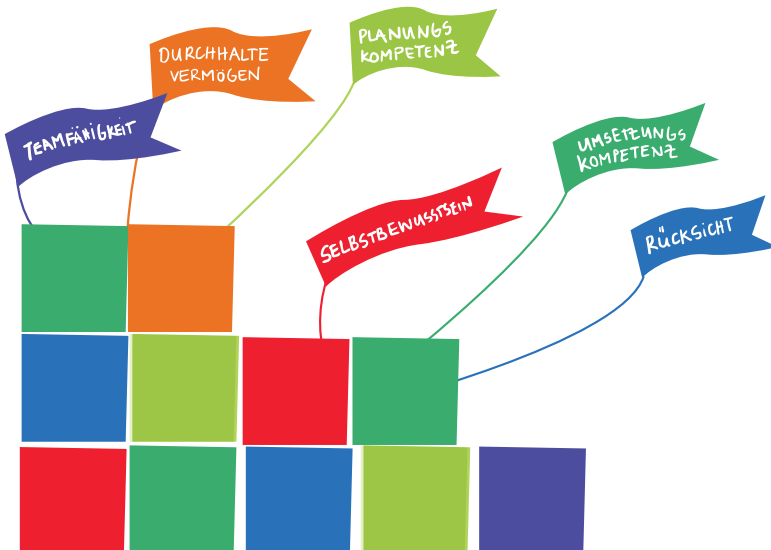 TEAMFÄHIGKEIT
DURCHHALTE
VERMÖGEN
PLANUNGS
KOMPETENZ
SELBSTBEWUSSTSEIN
UMSETZUNGS
KOMPETENZ
RÜCKSICHT